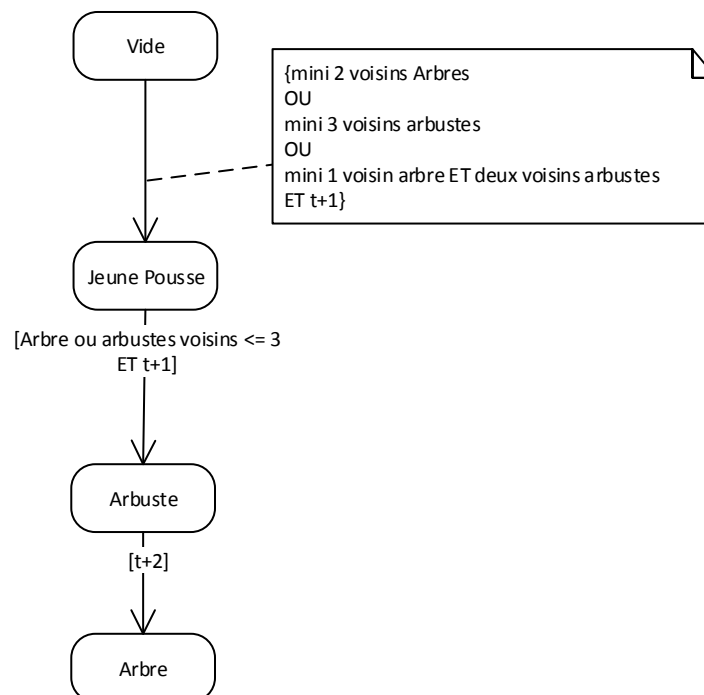 Vide
{mini 2 voisins Arbres
OU
mini 3 voisins arbustes
OU
mini 1 voisin arbre ET deux voisins arbustes
ET t+1}
Jeune Pousse
[Arbre ou arbustes voisins <= 3
ET t+1]
Arbuste
[t+2]
Arbre